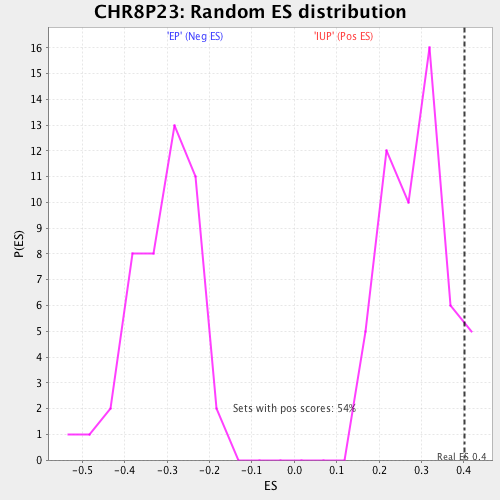 CHR8P23: Random ES distribution
'EP' (Neg ES) 'IUP' (Pos ES)
16
15
14
13
12
11
10
9
8
7
6
5
4
3
2
1
0
P(ES)
Sets with pos scores: 54%
Real ES 0.4
-0.5 -0.4 -0.3 -0.2 -0.1 0.0 0.1 0.2 0.3 0.4
ES